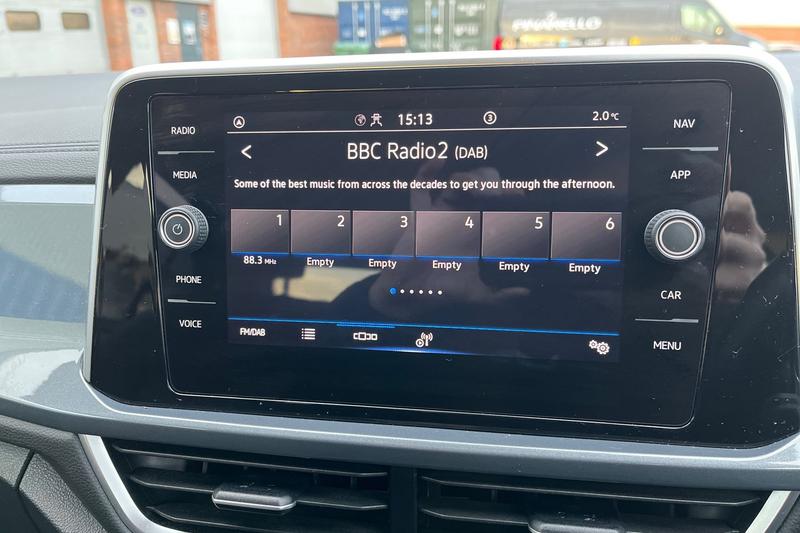 PINARELLO
15:13
3
2.0 °C
RADIO
MEDIA
PHONE
VOICE
< BBC Radio2 (DAB) >
Some of the best music from across the decades to get you through the afternoon.
1 2 3 4 5 6
88.3 MHz Empty Empty Empty Empty Empty
FM/DAB
NAV
APP
CAR
MENU